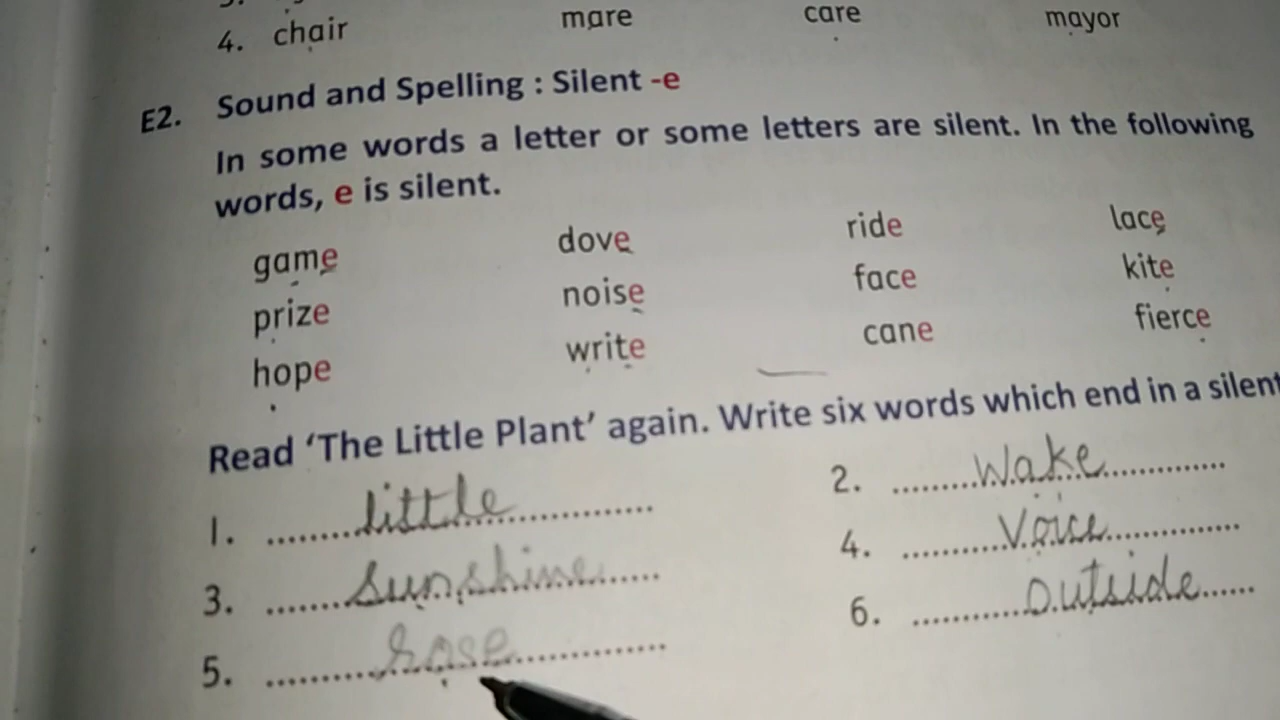 4. chair mare care mayor
E2. Sound and Spelling : Silent -e
In some words a letter or some letters are silent. In the following
words, e is silent.
game dove ride lace
prize noise face kite
hope write cane fierce
Read ‘The Little Plant’ again. Write six words which end in a silent
1. little 2. Wake
3. sunshine 4. Voice
5. rose 6. Outside